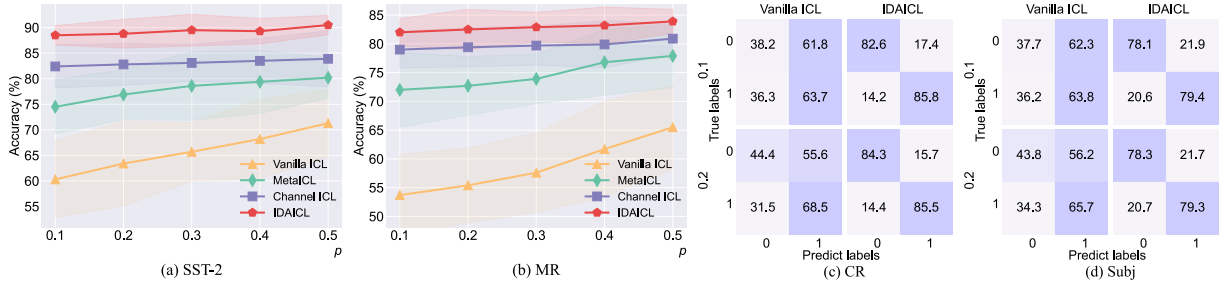 Accuracy (%)
90
85
80
75
70
65
60
55
Vanilla ICL
MetaICL
Channel ICL
IDAICL
0.1
0.2
0.3
0.4
0.5
p
(a) SST-2
Accuracy (%)
85
80
75
70
65
60
55
50
Vanilla ICL
MetaICL
Channel ICL
IDAICL
0.1
0.2
0.3
0.4
0.5
p
(b) MR
Vanilla ICL IDAICL
True labels
0.1
0 38.2 61.8 82.6 17.4
1 36.3 63.7 14.2 85.8
0.2
0 44.4 55.6 84.3 15.7
1 31.5 68.5 14.4 85.5
0 1 0 1
Predict labels
(c) CR
Vanilla ICL IDAICL
True labels
0.1
0 37.7 62.3 78.1 21.9
1 36.2 63.8 20.6 79.4
0.2
0 43.8 56.2 78.3 21.7
1 34.3 65.7 20.7 79.3
0 1 0 1
Predict labels
(d) Subj